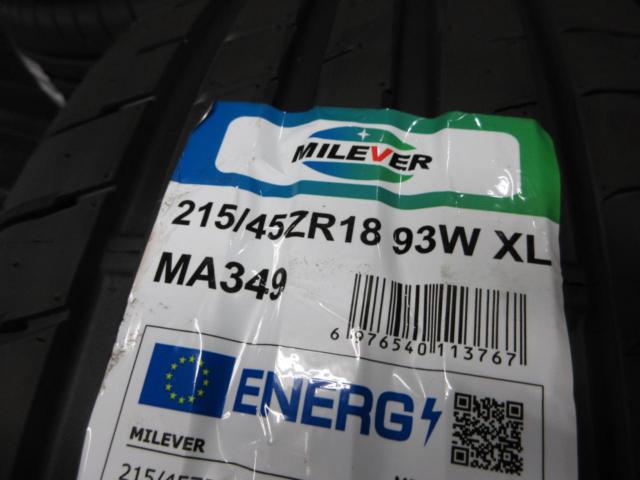 MILEVER
215/45ZR18 93W XL
MA349
6 976540 113767
ENERG
MILEVER